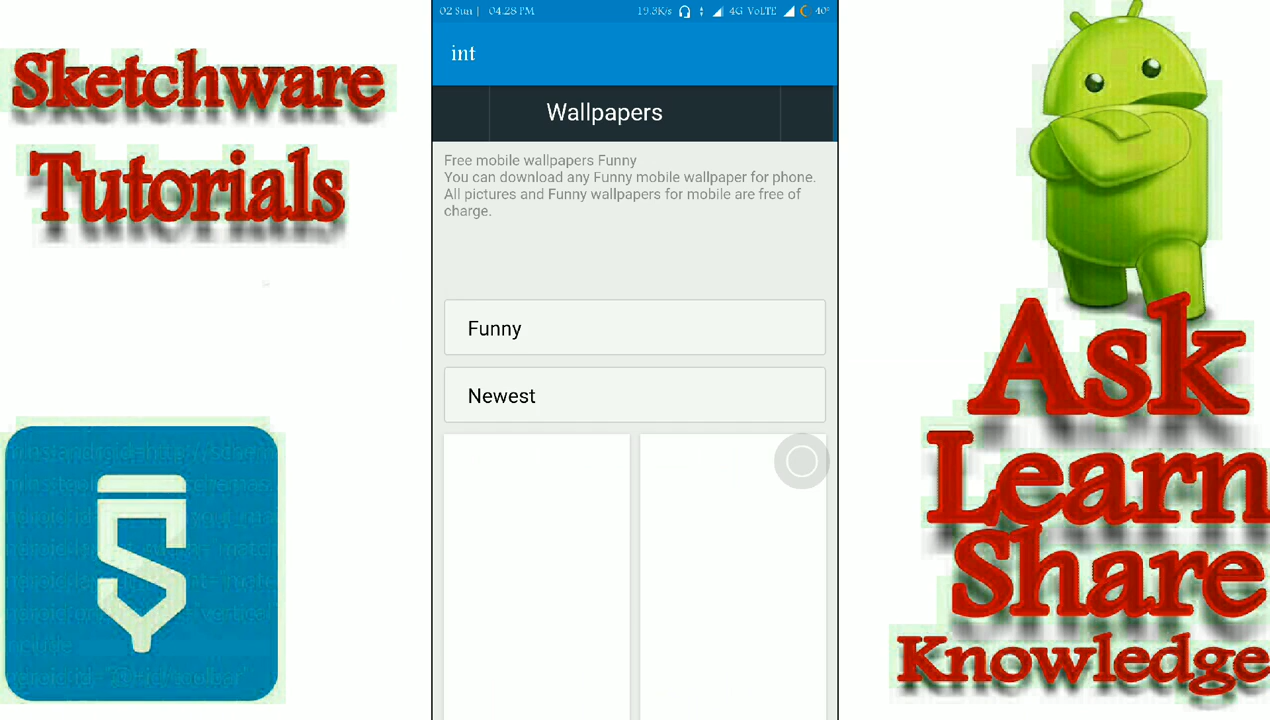 Sketchware
Tutorials
02 Sun | 04.28 PM
19.3K/s
4G VoLTE
40
int
Wallpapers
Free mobile wallpapers Funny
You can download any Funny mobile wallpaper for phone.
All pictures and Funny wallpapers for mobile are free of
charge.
Funny
Newest
Ask
Learn
Share
Knowledge